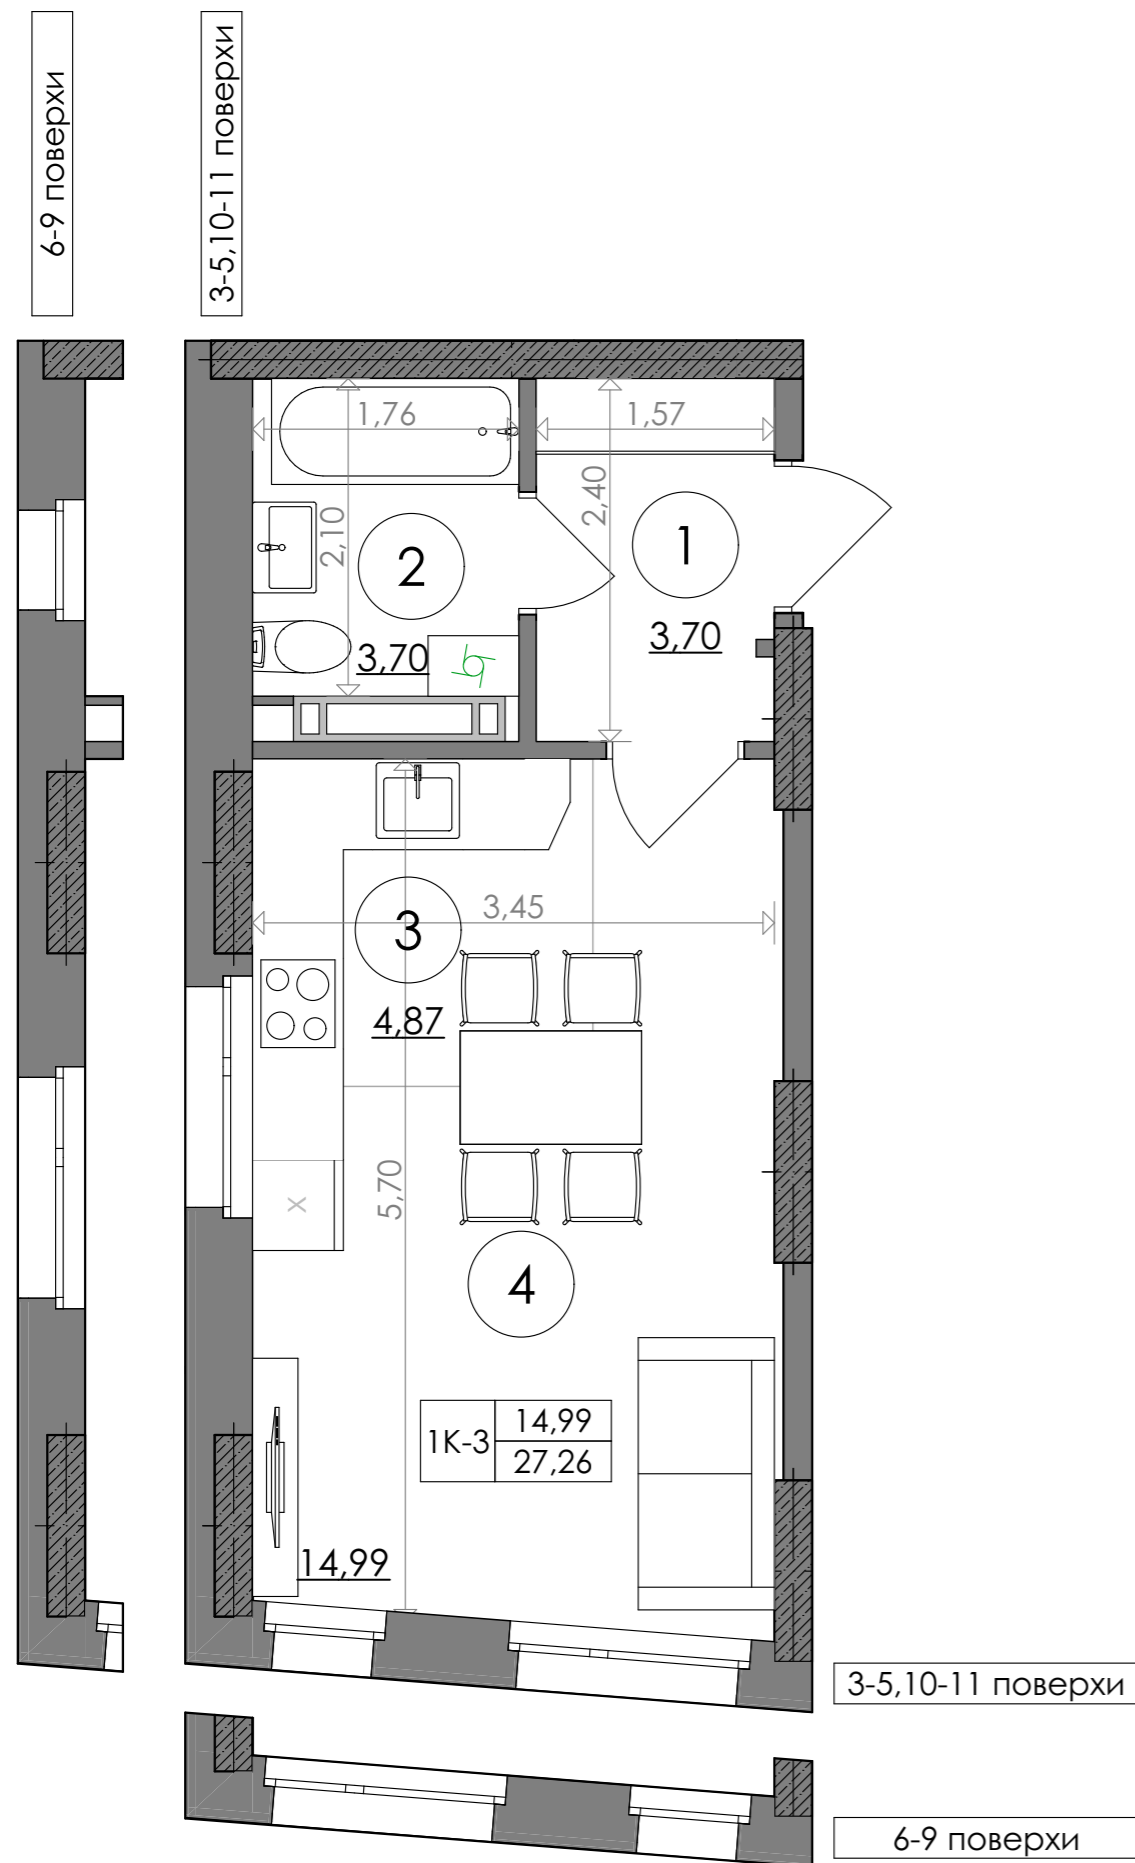 6-9 поверхи
3-5,10-11 поверхи
1,76
1,57
2,10
2,40
2
1
3,70
3,70
3
3,45
4,87
5,70
X
4
1К-3
14,99
27,26
14,99
3-5,10-11 поверхи
6-9 поверхи